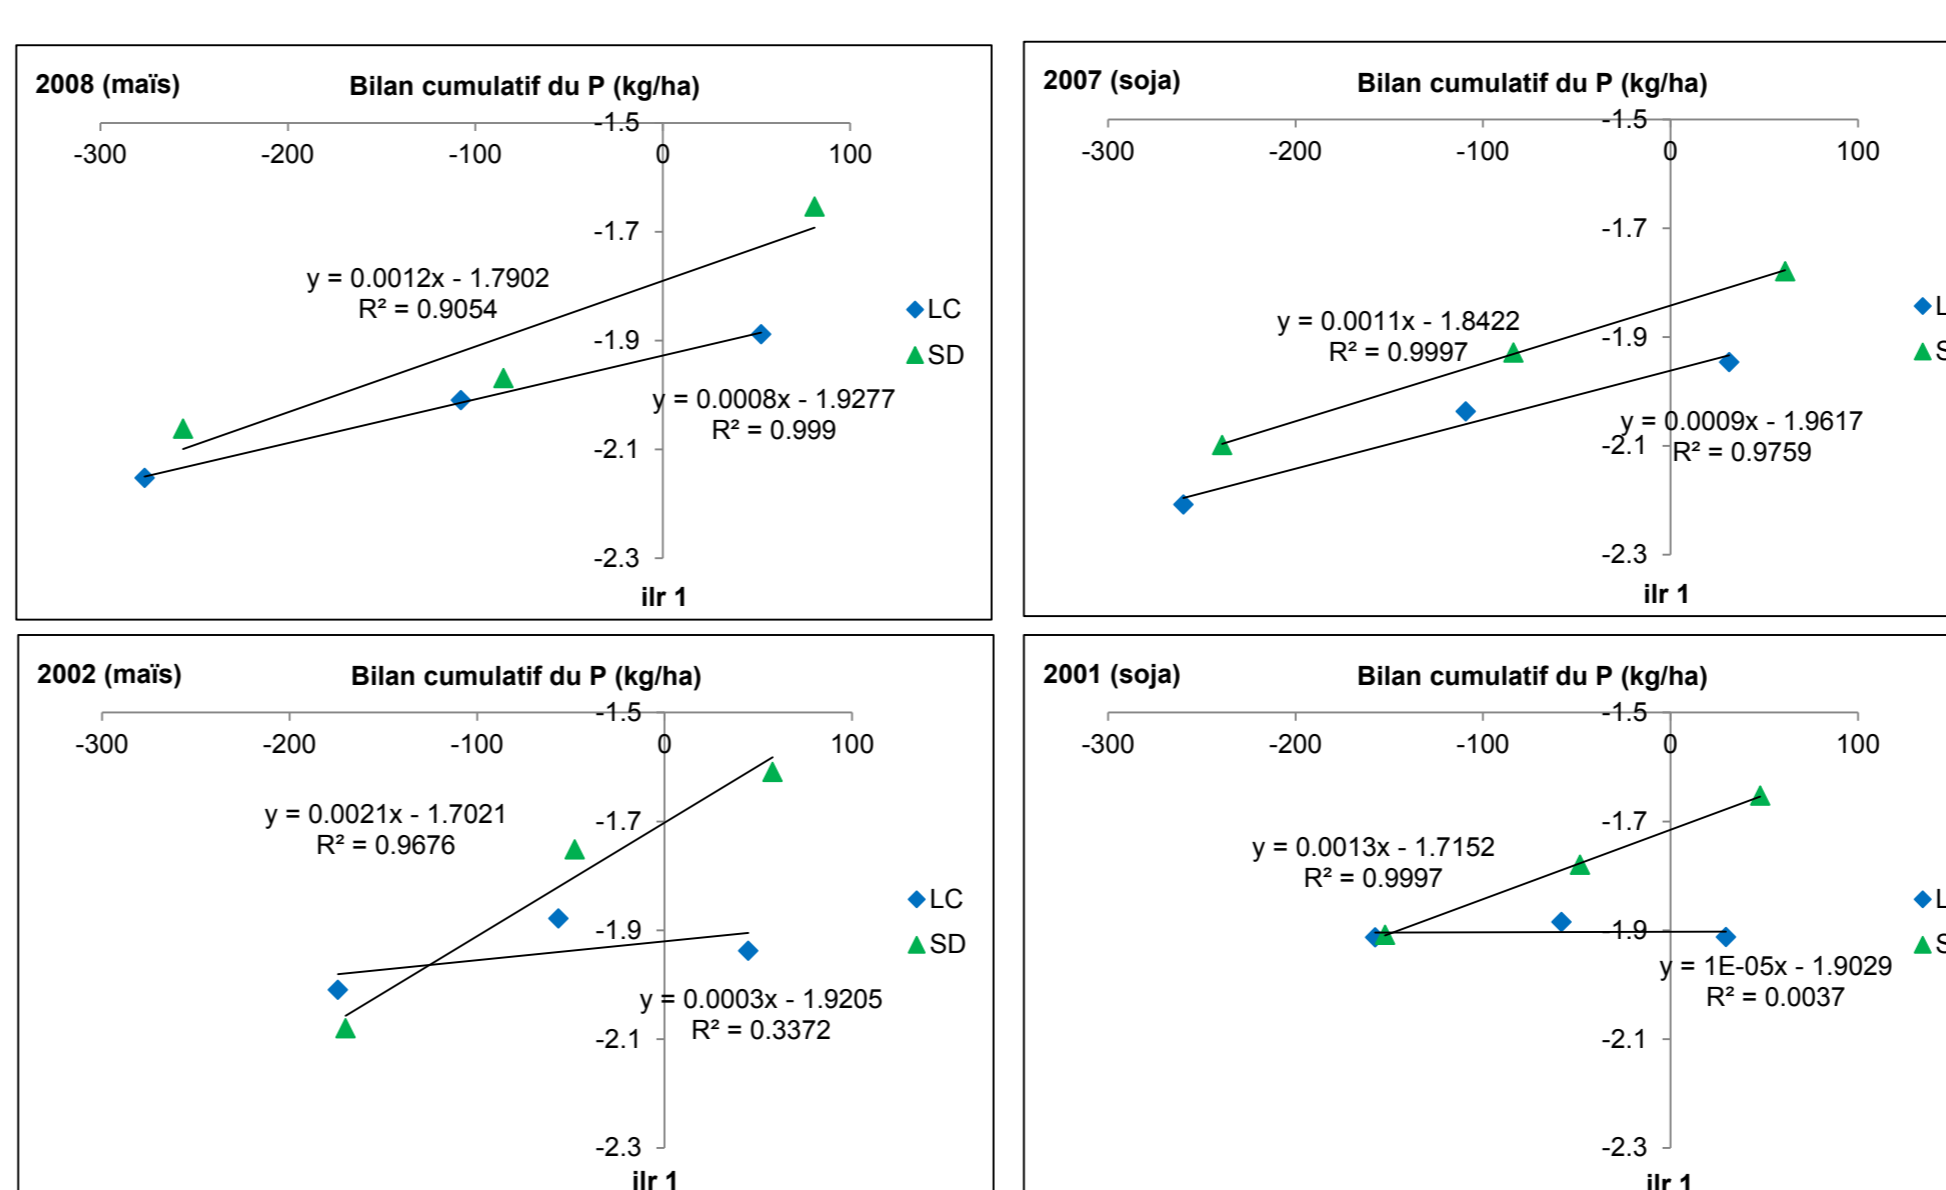 2008 (maïs)
Bilan cumulatif du P (kg/ha)
-1.5
-300 -200 -100 0 100
-1.7
y = 0.0012x - 1.7902
R² = 0.9054
LC
-1.9
SD
y = 0.0008x - 1.9277
R² = 0.999
-2.1
-2.3
ilr 1
2007 (soja)
Bilan cumulatif du P (kg/ha)
-1.5
-300 -200 -100 0 100
-1.7
L
y = 0.0011x - 1.8422
R² = 0.9997
-1.9
S
y = 0.0009x - 1.9617
-2.1
R² = 0.9759
-2.3
ilr 1
2002 (maïs)
Bilan cumulatif du P (kg/ha)
-1.5
-300 -200 -100 0 100
y = 0.0021x - 1.7021
-1.7
R² = 0.9676
LC
-1.9
SD
y = 0.0003x - 1.9205
R² = 0.3372
-2.1
-2.3
ilr 1
2001 (soja)
Bilan cumulatif du P (kg/ha)
-1.5
-300 -200 -100 0 100
-1.7
y = 0.0013x - 1.7152
R² = 0.9997
L
-1.9
S
y = 1E-05x - 1.9029
R² = 0.0037
-2.1
-2.3
ilr 1